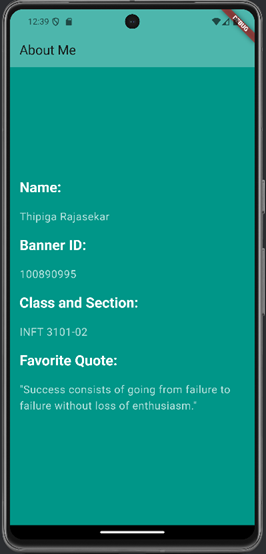 12:39
DEBUG
About Me
Name:
Thipiga Rajasekar
Banner ID:
100890995
Class and Section:
INFT 3101-02
Favorite Quote:
"Success consists of going from failure to
failure without loss of enthusiasm."